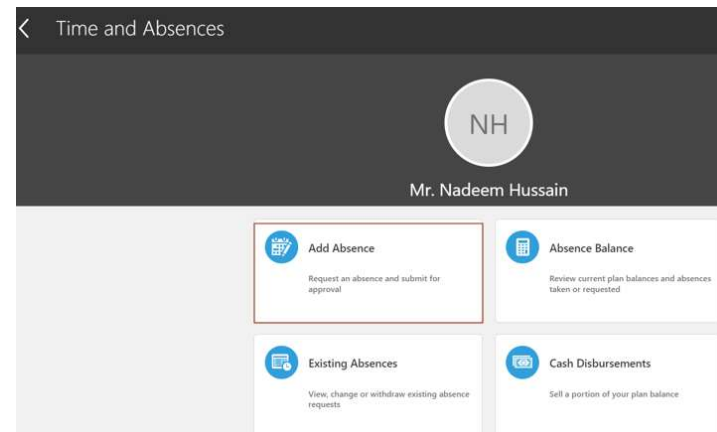 Time and Absences
NH
Mr. Nadeem Hussain
Add Absence
Request an absence and submit for
approval
Absence Balance
Review current plan balances and absences
taken or requested
Existing Absences
View, change or withdraw existing absence
requests
Cash Disbursements
Sell a portion of your plan balance